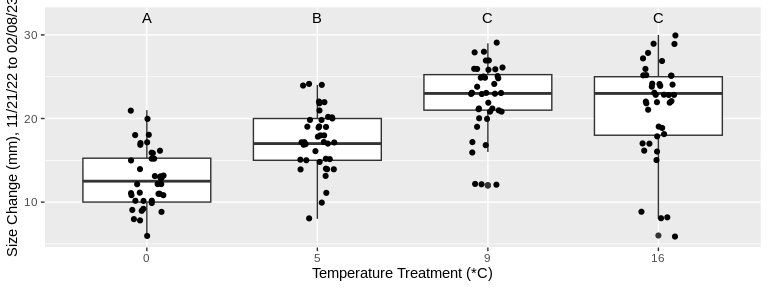 A B C C
Size Change (mm), 11/21/22 to 02/08/23
30
20
10
0 5 9 16
Temperature Treatment (*C)